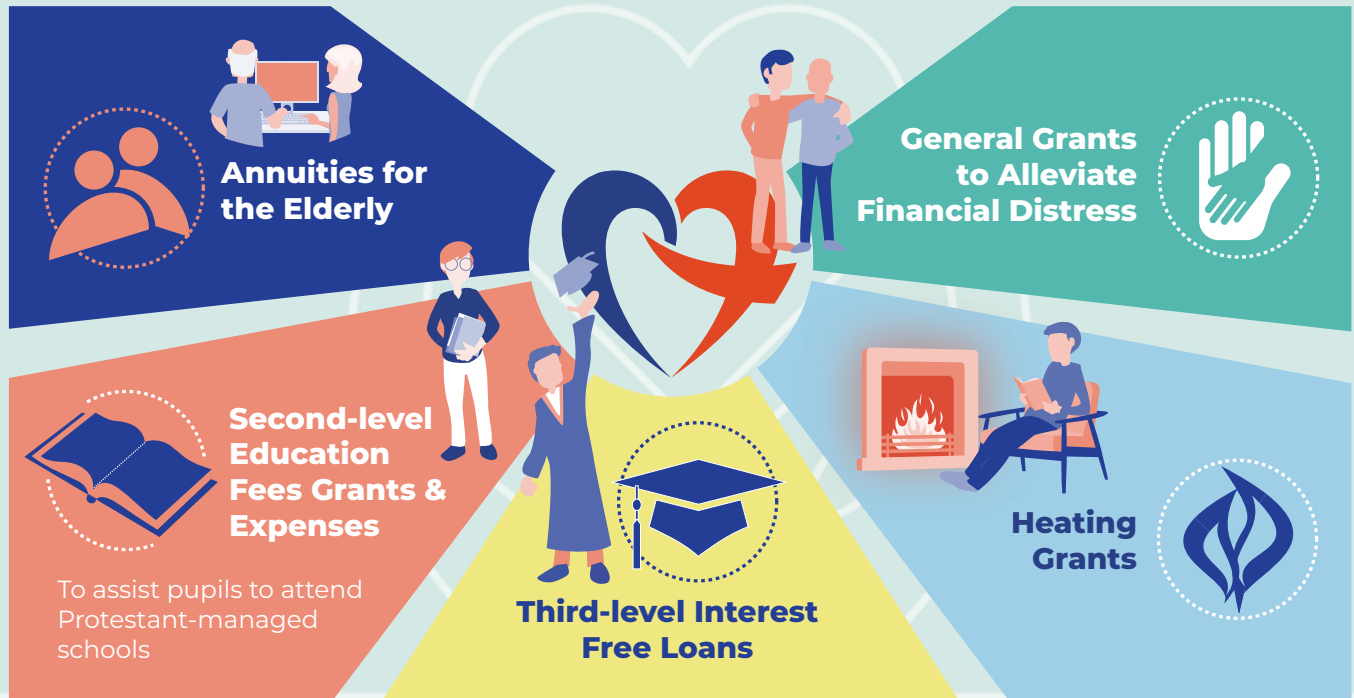 Annuities for
the Elderly
General Grants
to Alleviate
Financial Distress
Second-level
Education
Fees Grants &
Expenses
To assist pupils to attend
Protestant-managed
schools
Third-level Interest
Free Loans
Heating
Grants